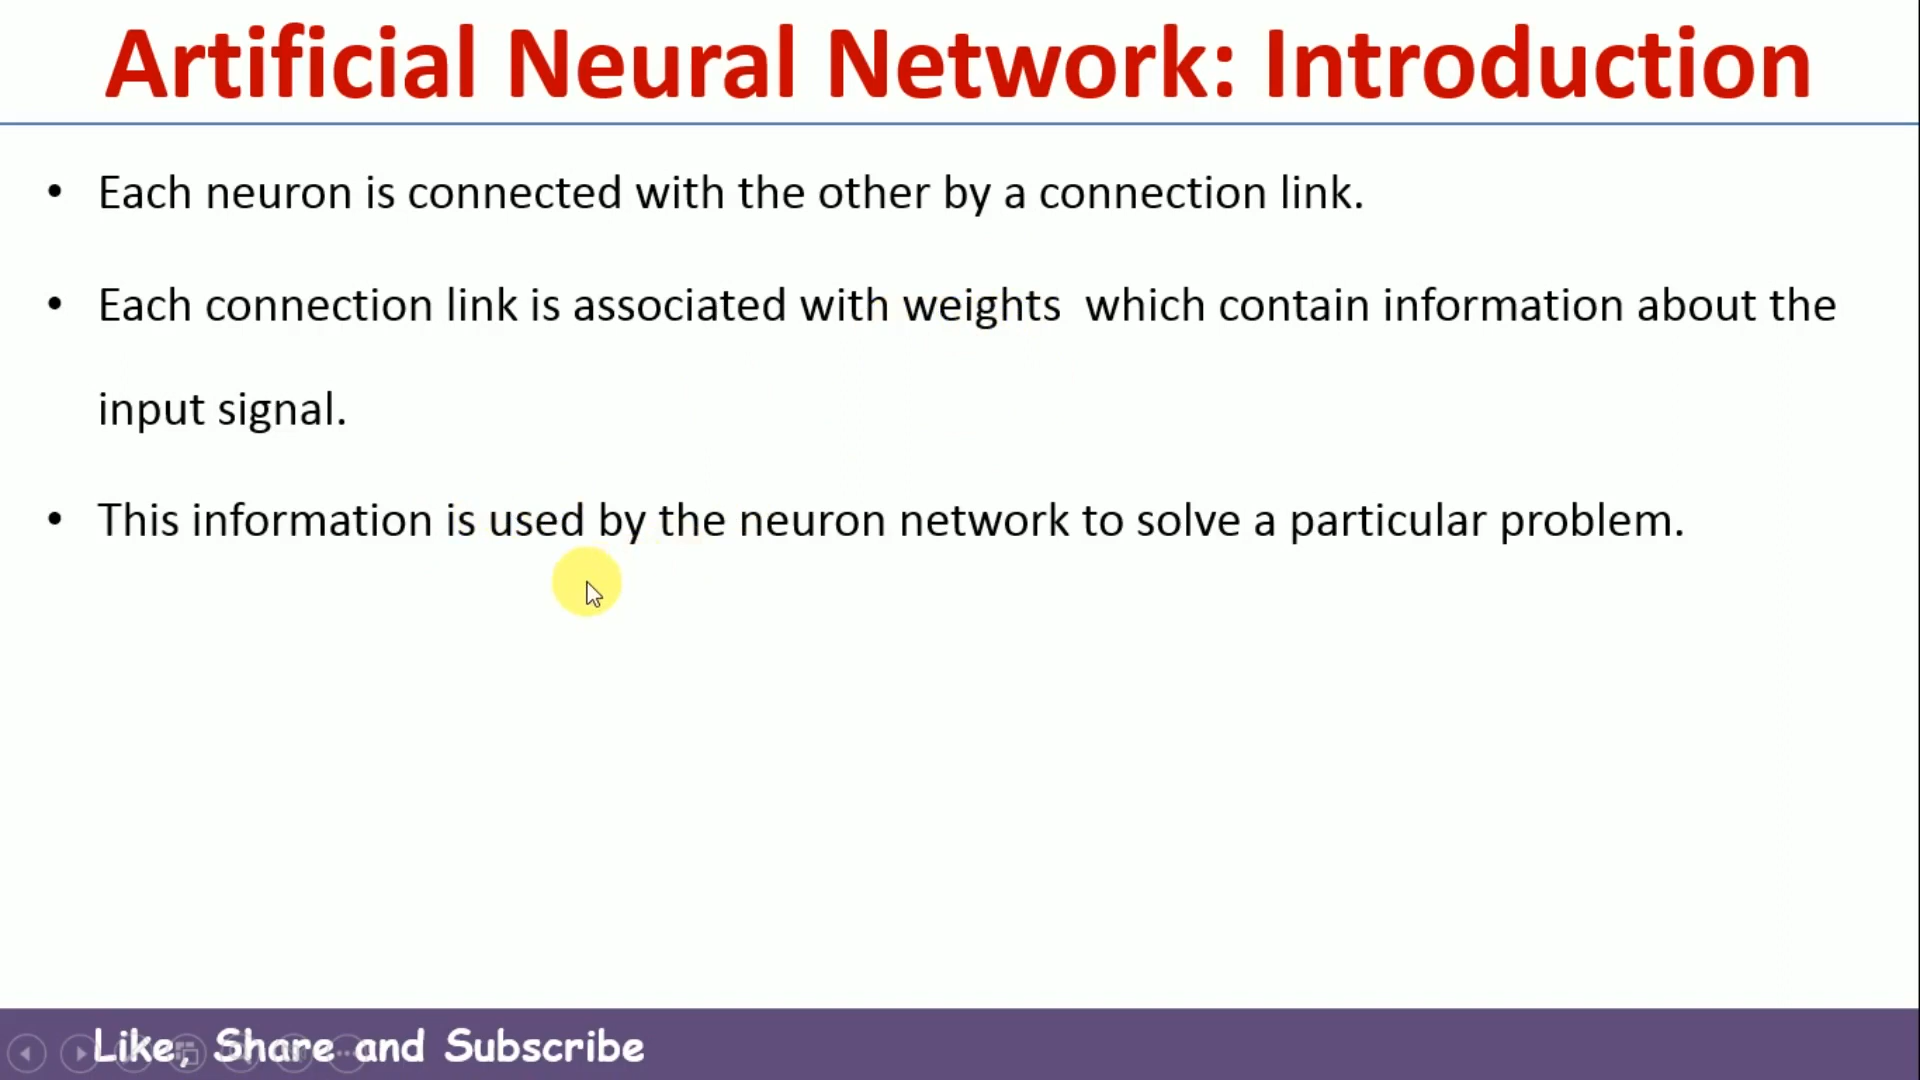 Artificial Neural Network: Introduction
• Each neuron is connected with the other by a connection link.
• Each connection link is associated with weights  which contain information about the
input signal.
• This information is used by the neuron network to solve a particular problem.
Like, Share and Subscribe